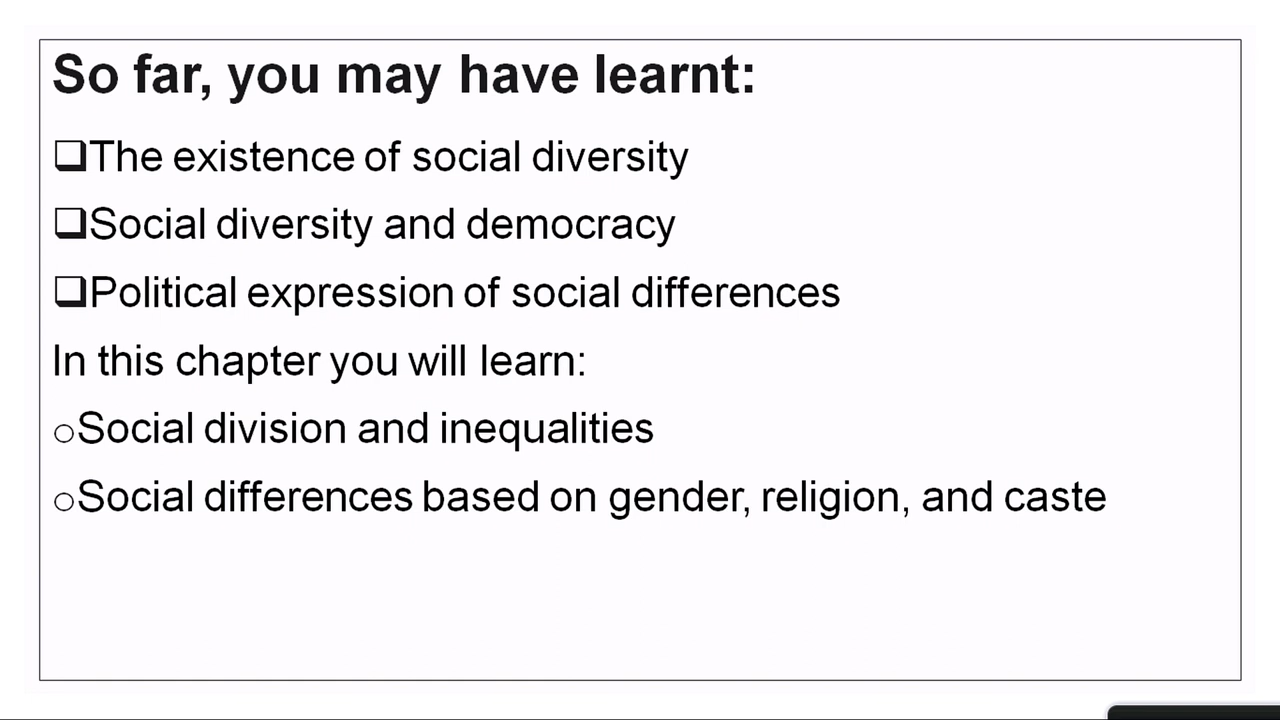 So far, you may have learnt:
❑The existence of social diversity
❑Social diversity and democracy
❑Political expression of social differences
In this chapter you will learn:
oSocial division and inequalities
oSocial differences based on gender, religion, and caste